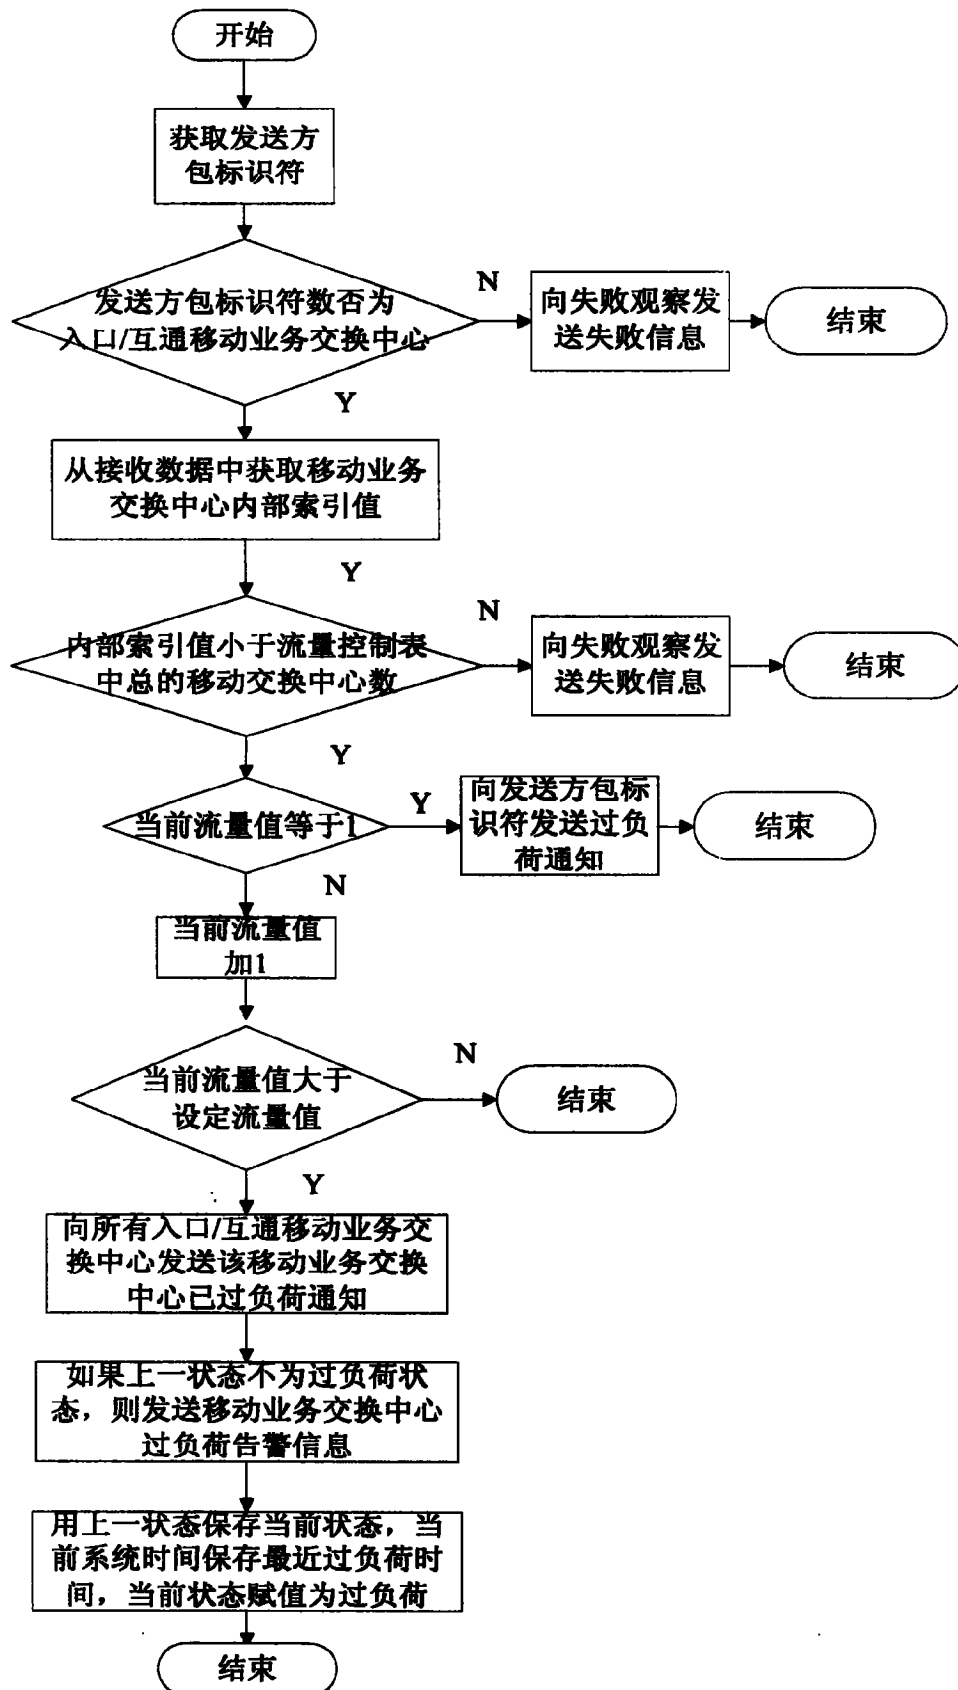 开始
获取发送方
包标识符
发送方包标识符数否为
入口/互通移动业务交换中心
N
向失败观察发
送失败信息
结束
Y
从接收数据中获取移动业务
交换中心内部索引值
Y
内部索引值小于流量控制表
中总的移动交换中心数
N
向失败观察发
送失败信息
结束
Y
当前流量值等于1
Y
向发送方包标
识符发送过负
荷通知
结束
N
当前流量值
加1
当前流量值大于
设定流量值
N
结束
Y
向所有入口/互通移动业务交
换中心发送该移动业务交换
中心已过负荷通知
如果上一状态不为过负荷状
态，则发送移动业务交换中心
过负荷告警信息
用上一状态保存当前状态，当
前系统时间保存最近过负荷时
间，当前状态赋值为过负荷
结束